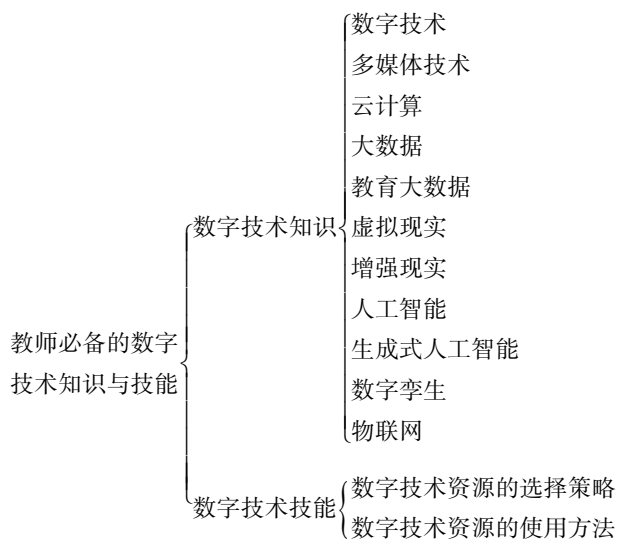 教师必备的数字
技术知识与技能
数字技术知识
数字技术
多媒体技术
云计算
大数据
教育大数据
虚拟现实
增强现实
人工智能
生成式人工智能
数字孪生
物联网
数字技术技能
数字技术资源的选择策略
数字技术资源的使用方法